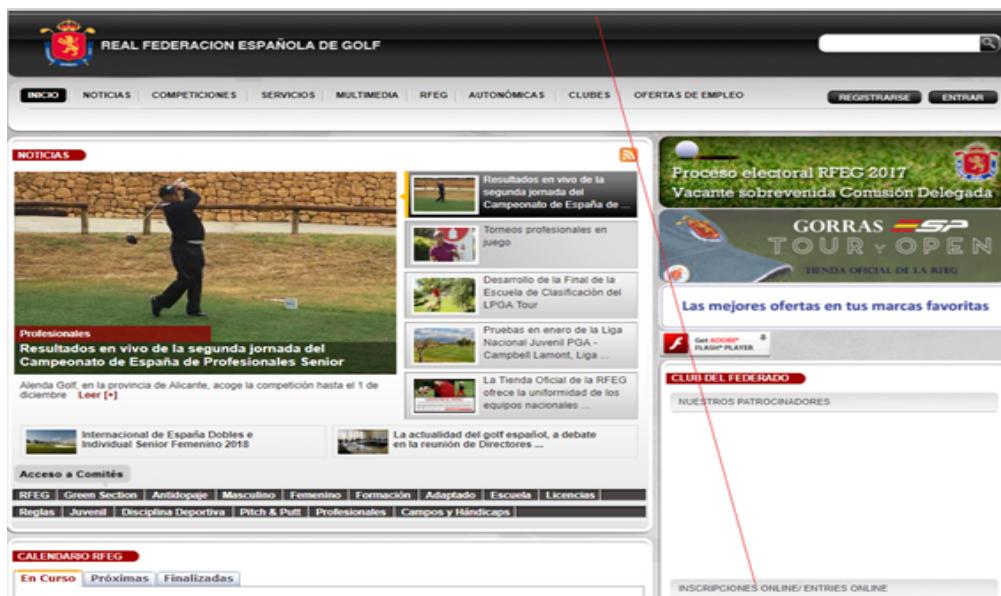 REAL FEDERACION ESPAÑOLA DE GOLF
INICIO NOTICIAS COMPETICIONES SERVICIOS MULTIMEDIA RFEG AUTONÓMICAS CLUBES OFERTAS DE EMPLEO REGISTRARSE ENTRAR
NOTICIAS
Profesionales
Resultados en vivo de la segunda jornada del
Campeonato de España de Profesionales Senior
Alenda Golf, en la provincia de Alicante, acoge la competición hasta el 1 de
diciembre Leer [+]
Resultados en vivo de la
segunda jornada del
Campeonato de España de ...
Torneos profesionales en
juego
Desarrollo de la Final de la
Escuela de Clasificación del
LPGA Tour
Pruebas en enero de la Liga
Nacional Juvenil PGA -
Campbell Lamont, Liga ...
La Tienda Oficial de la RFEG
ofrece la uniformidad de los
equipos nacionales ...
Internacional de España Dobles e
Individual Senior Femenino 2018
La actualidad del golf español, a debate
en la reunión de Directores ...
Acceso a Comités
RFEG Green Section Antidopaje Masculino Femenino Formación Adaptado Escuela Licencias
Reglas Juvenil Disciplina Deportiva Pitch & Putt Profesionales Campos y Hándicaps
CALENDARIO RFEG
En Curso Próximas Finalizadas
Proceso electoral RFEG 2017
Vacante sobrevenida Comisión Delegada
GORRAS ESP
TOUR Y OPEN
TIENDA OFICIAL DE LA RFEG
Las mejores ofertas en tus marcas favoritas
Get ADOBE®
FLASH® PLAYER
CLUB DEL FEDERADO
NUESTROS PATROCINADORES
INSCRIPCIONES ONLINE/ ENTRIES ONLINE